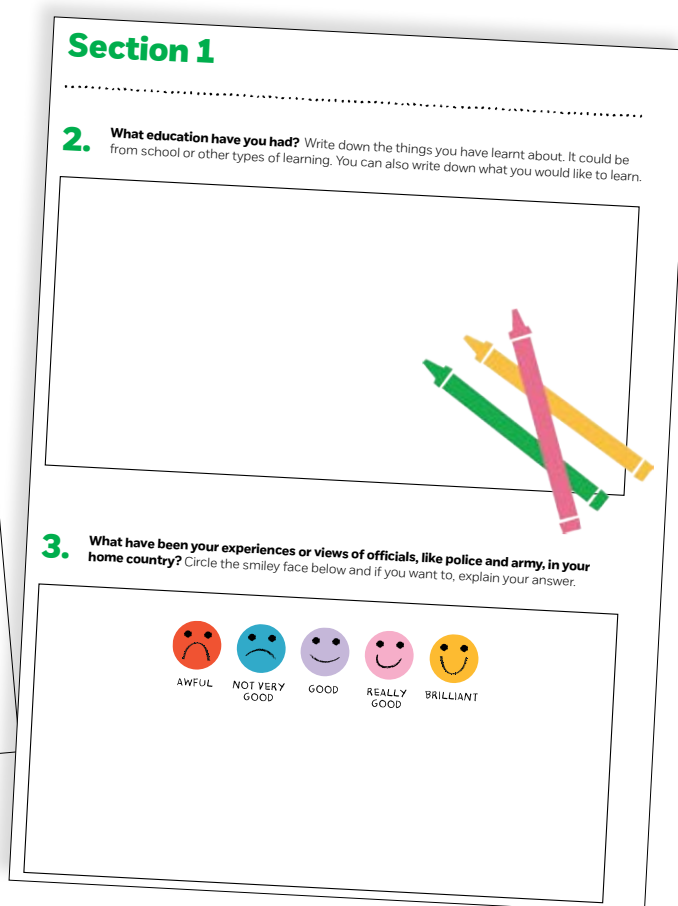 Section 1
2. What education have you had? Write down the things you have learnt about. It could be
from school or other types of learning. You can also write down what you would like to learn.
3. What have been your experiences or views of officials, like police and army, in your
home country? Circle the smiley face below and if you want to, explain your answer.
AWFUL NOT VERY GOOD REALLY BRILLIANT
GOOD GOOD